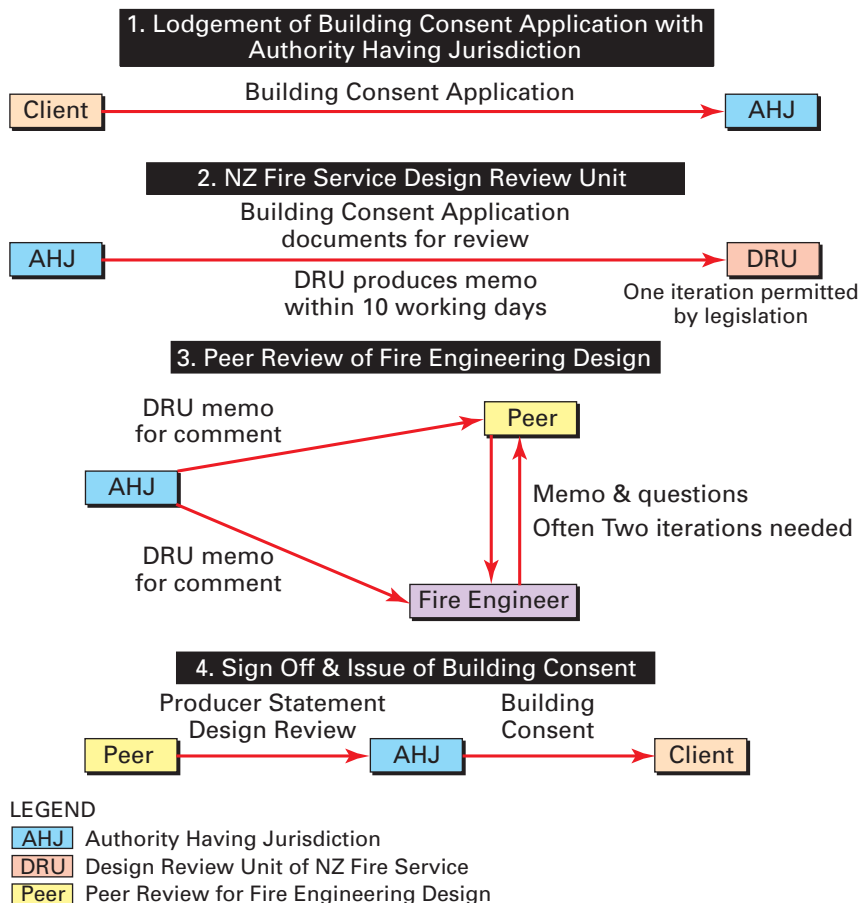 1. Lodgement of Building Consent Application with
Authority Having Jurisdiction
Building Consent Application
Client
AHJ
2. NZ Fire Service Design Review Unit
Building Consent Application
documents for review
AHJ
DRU
DRU produces memo
within 10 working days
One iteration permitted
by legislation
3. Peer Review of Fire Engineering Design
DRU memo
for comment
Peer
AHJ
Memo & questions
Often Two iterations needed
DRU memo
for comment
Fire Engineer
4. Sign Off & Issue of Building Consent
Producer Statement
Design Review
Building
Consent
Peer
AHJ
Client
LEGEND
AHJ Authority Having Jurisdiction
DRU Design Review Unit of NZ Fire Service
Peer Peer Review for Fire Engineering Design